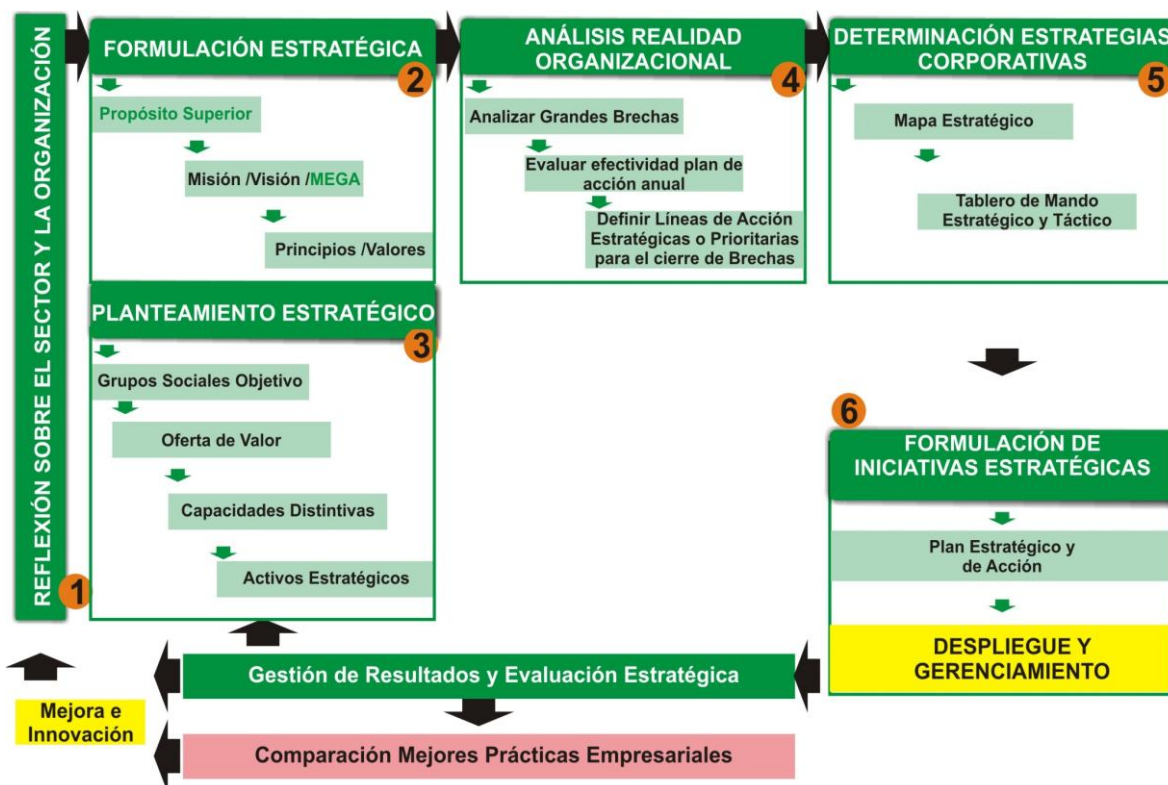 REFLEXIÓN SOBRE EL SECTOR Y LA ORGANIZACIÓN
1
FORMULACIÓN ESTRATÉGICA
2
Propósito Superior
Misión /Visión /MEGA
Principios /Valores
PLANTEAMIENTO ESTRATÉGICO
3
Grupos Sociales Objetivo
Oferta de Valor
Capacidades Distintivas
Activos Estratégicos
ANÁLISIS REALIDAD
ORGANIZACIONAL
4
Analizar Grandes Brechas
Evaluar efectividad plan de
acción anual
Definir Líneas de Acción
Estratégicas o Prioritarias
para el cierre de Brechas
DETERMINACIÓN ESTRATEGIAS
CORPORATIVAS
5
Mapa Estratégico
Tablero de Mando
Estratégico y Táctico
6
FORMULACIÓN DE
INICIATIVAS ESTRATÉGICAS
Plan Estratégico y
de Acción
DESPLIEGUE Y
GERENCIAMIENTO
Gestión de Resultados y Evaluación Estratégica
Comparación Mejores Prácticas Empresariales
Mejora e
Innovación